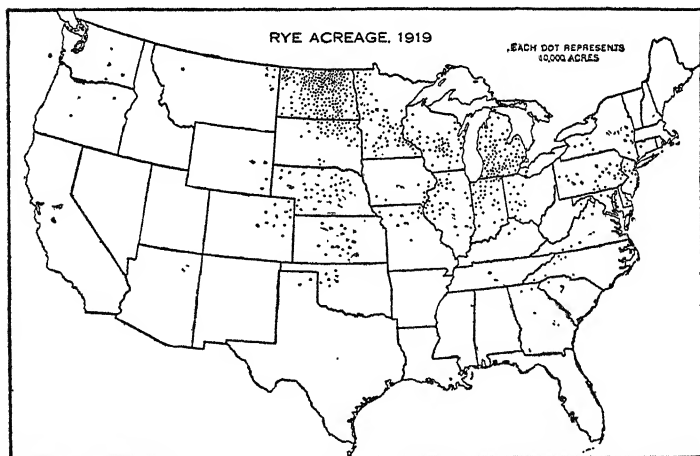 RYE ACREAGE, 1919
EACH DOT REPRESENTS
10,000 ACRES